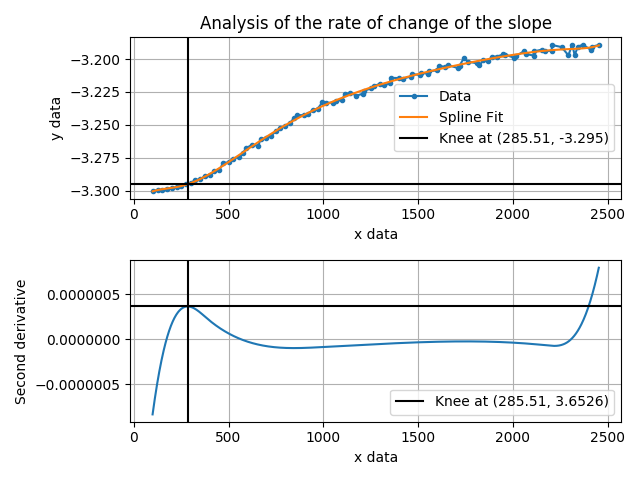 Analysis of the rate of change of the slope
−3.200
−3.225
−3.250
−3.275
−3.300
y data
Data
Spline Fit
Knee at (285.51, -3.295)
0 500 1000 1500 2000 2500
x data
0.0000005
0.0000000
−0.0000005
Second derivative
Knee at (285.51, 3.6526)
0 500 1000 1500 2000 2500
x data